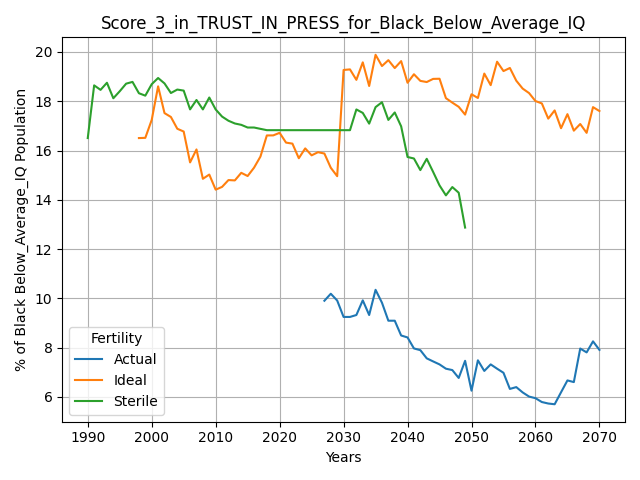 Score_3_in_TRUST_IN_PRESS_for_Black_Below_Average_IQ
% of Black Below_Average_IQ Population
20
18
16
14
12
10
8
6
Fertility
Actual
Ideal
Sterile
1990 2000 2010 2020 2030 2040 2050 2060 2070
Years